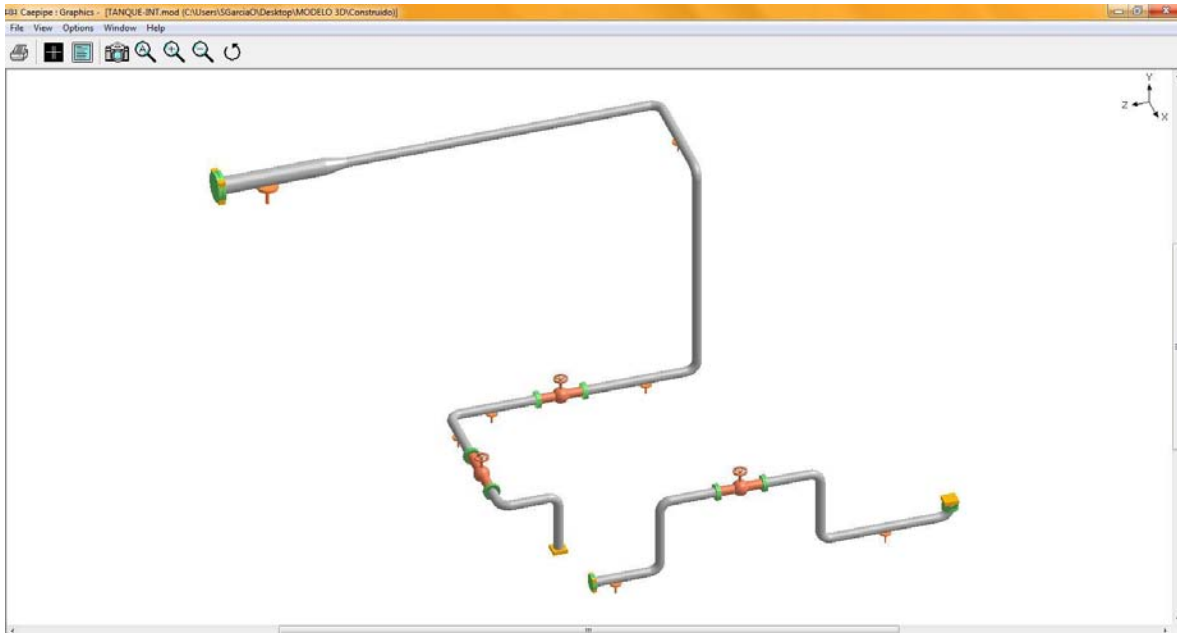 Caepipe : Graphics - [TANQUE-INT.mod (C:\Users\SGarciaO\Desktop\MODELO 3D\Construido)]
File View Options Window Help
Y
Z
X